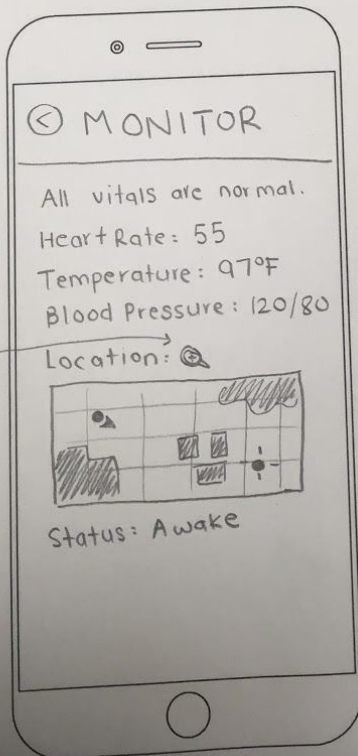 MONITOR
All vitals are normal.
Heart Rate: 55
Temperature: 97°F
Blood Pressure: 120/80
Location:
Status: Awake